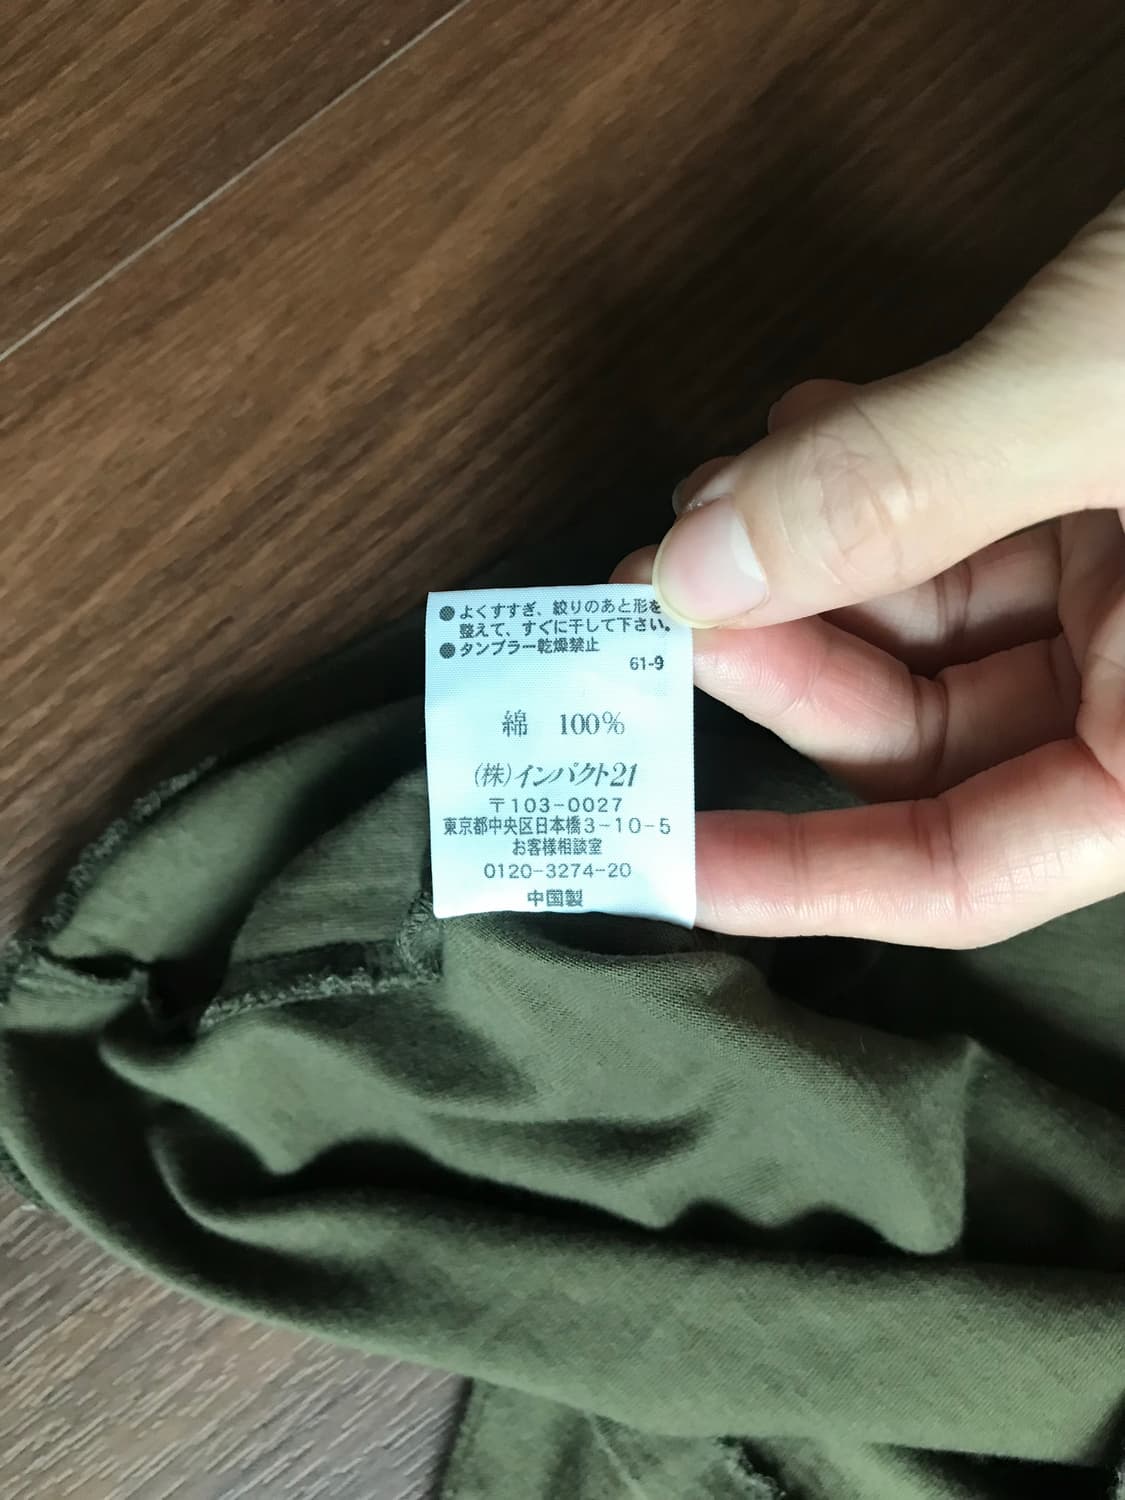 ●よくすすぎ、絞りのあと形を
整えて、すぐに干して下さい。
●タンブラー乾燥禁止
61-9
綿 100%
(株)インパクト21
〒103-0027
東京都中央区日本橋3-10-5
お客様相談室
0120-3274-20
中国製